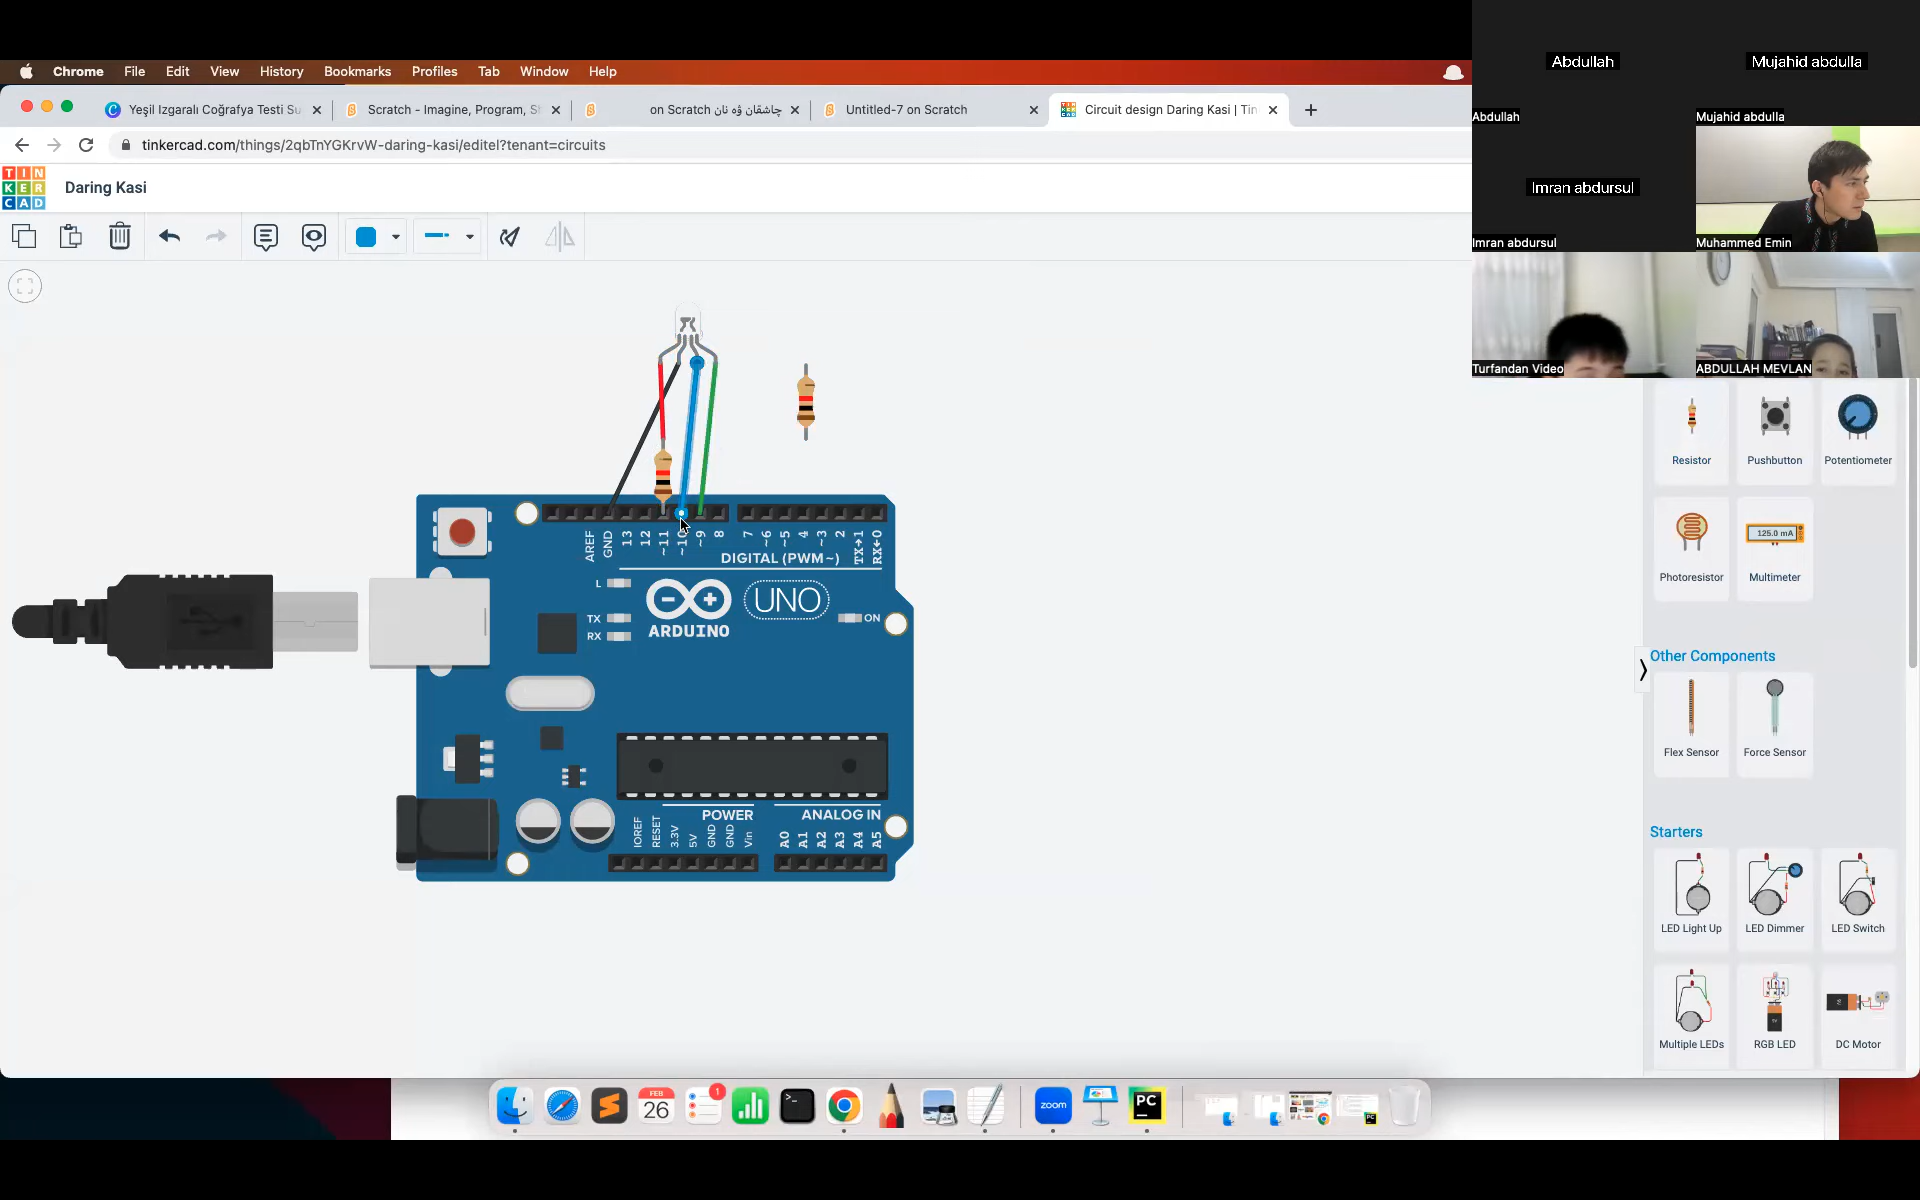 Abdullah
Mujahid abdulla
Chrome File Edit View History Bookmarks Profiles Tab Window Help
Abdullah
Mujahid abdulla
Yeşil Izgaralı Coğrafya Testi Su
Scratch - Imagine, Program, S
چاشقان ۋە نان on Scratch
Untitled-7 on Scratch
Circuit design Daring Kasi | Tin
tinkercad.com/things/2qbTnYGKrvW-daring-kasi/editel?tenant=circuits
TIN
KER
CAD
Daring Kasi
Imran abdursul
Imran abdursul
Muhammed Emin
Turfandan Video
ABDULLAH MEVLAN
Resistor
Pushbutton
Potentiometer
125.0 mA
Photoresistor
Multimeter
Other Components
Flex Sensor
Force Sensor
Starters
LED Light Up
LED Dimmer
LED Switch
Multiple LEDs
RGB LED
DC Motor
AREF
GND
13
12
~11
~10
~9
8
7
~6
~5
4
~3
2
TX→1
RX←0
DIGITAL (PWM~)
L
TX
RX
UNO
ARDUINO
ON
POWER
ANALOG IN
IOREF
RESET
3.3V
5V
GND
GND
Vin
A0
A1
A2
A3
A4
A5
FEB
26
1
zoom
PC